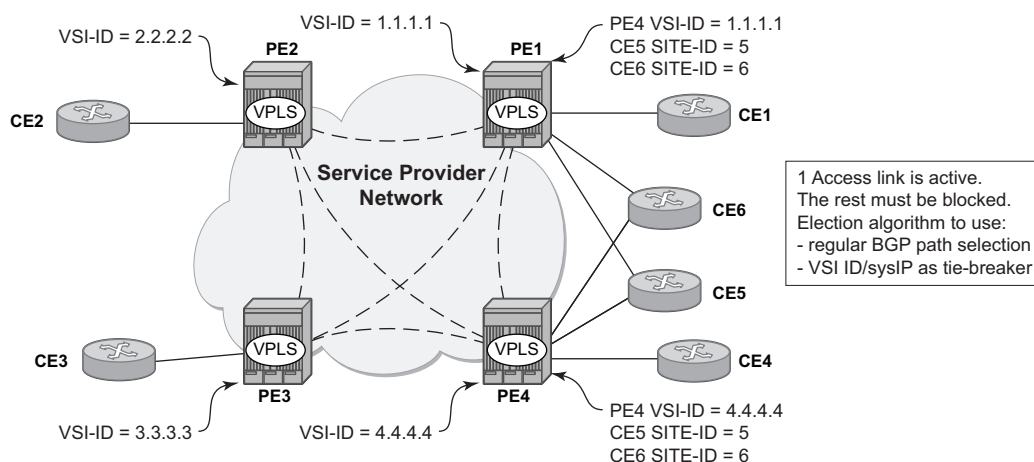 VSI-ID = 1.1.1.1
PE4 VSI-ID = 1.1.1.1
VSI-ID = 2.2.2.2
CE5 SITE-ID = 5
PE2
PE1
CE6 SITE-ID = 6
VPLS
VPLS
CE2
CE1
Service Provider
Network
1 Access link is active.
The rest must be blocked.
Election algorithm to use:
- regular BGP path selection
- VSI ID/sysIP as tie-breaker
CE6
CE5
VPLS
VPLS
CE3
CE4
PE3
PE4
PE4 VSI-ID = 4.4.4.4
VSI-ID = 3.3.3.3
VSI-ID = 4.4.4.4
CE5 SITE-ID = 5
CE6 SITE-ID = 6